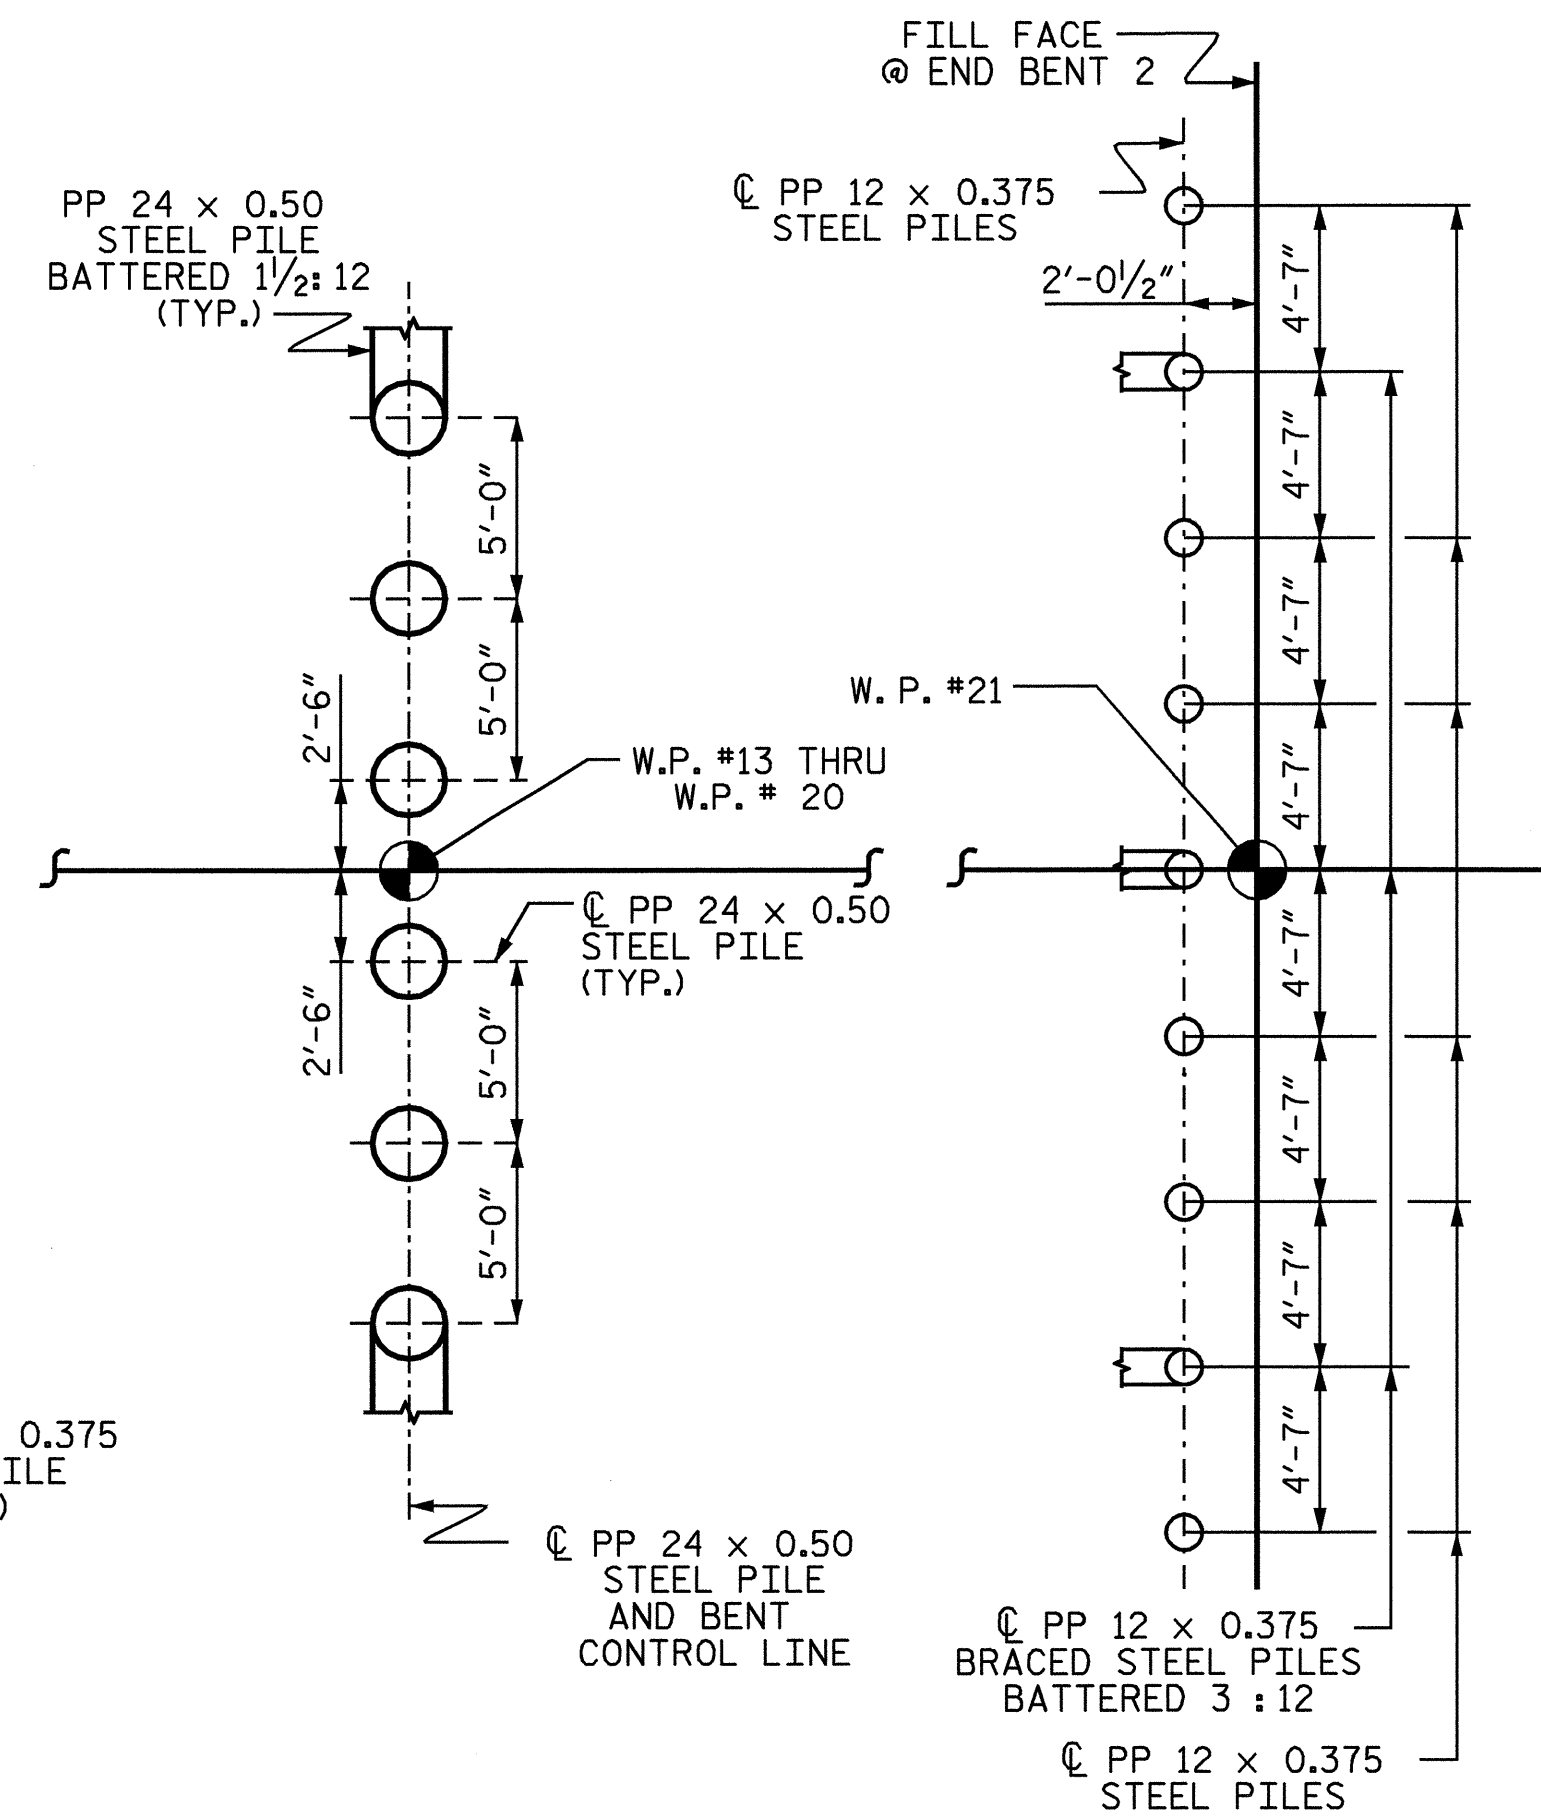 FILL FACE
@ END BENT 2
℄ PP 12 x 0.375
STEEL PILES
PP 24 x 0.50
STEEL PILE
BATTERED 1½:12
(TYP.)
2'-0½"
4'-7"
4'-7"
4'-7"
4'-7"
4'-7"
4'-7"
4'-7"
4'-7"
5'-0"
5'-0"
2'-6"
W.P. #13 THRU
W.P. # 20
W.P. #21
℄ PP 24 x 0.50
STEEL PILE
(TYP.)
2'-6"
5'-0"
5'-0"
0.375
ILE
)
℄ PP 24 x 0.50
STEEL PILE
AND BENT
CONTROL LINE
℄ PP 12 x 0.375
BRACED STEEL PILES
BATTERED 3 :12
℄ PP 12 x 0.375
STEEL PILES